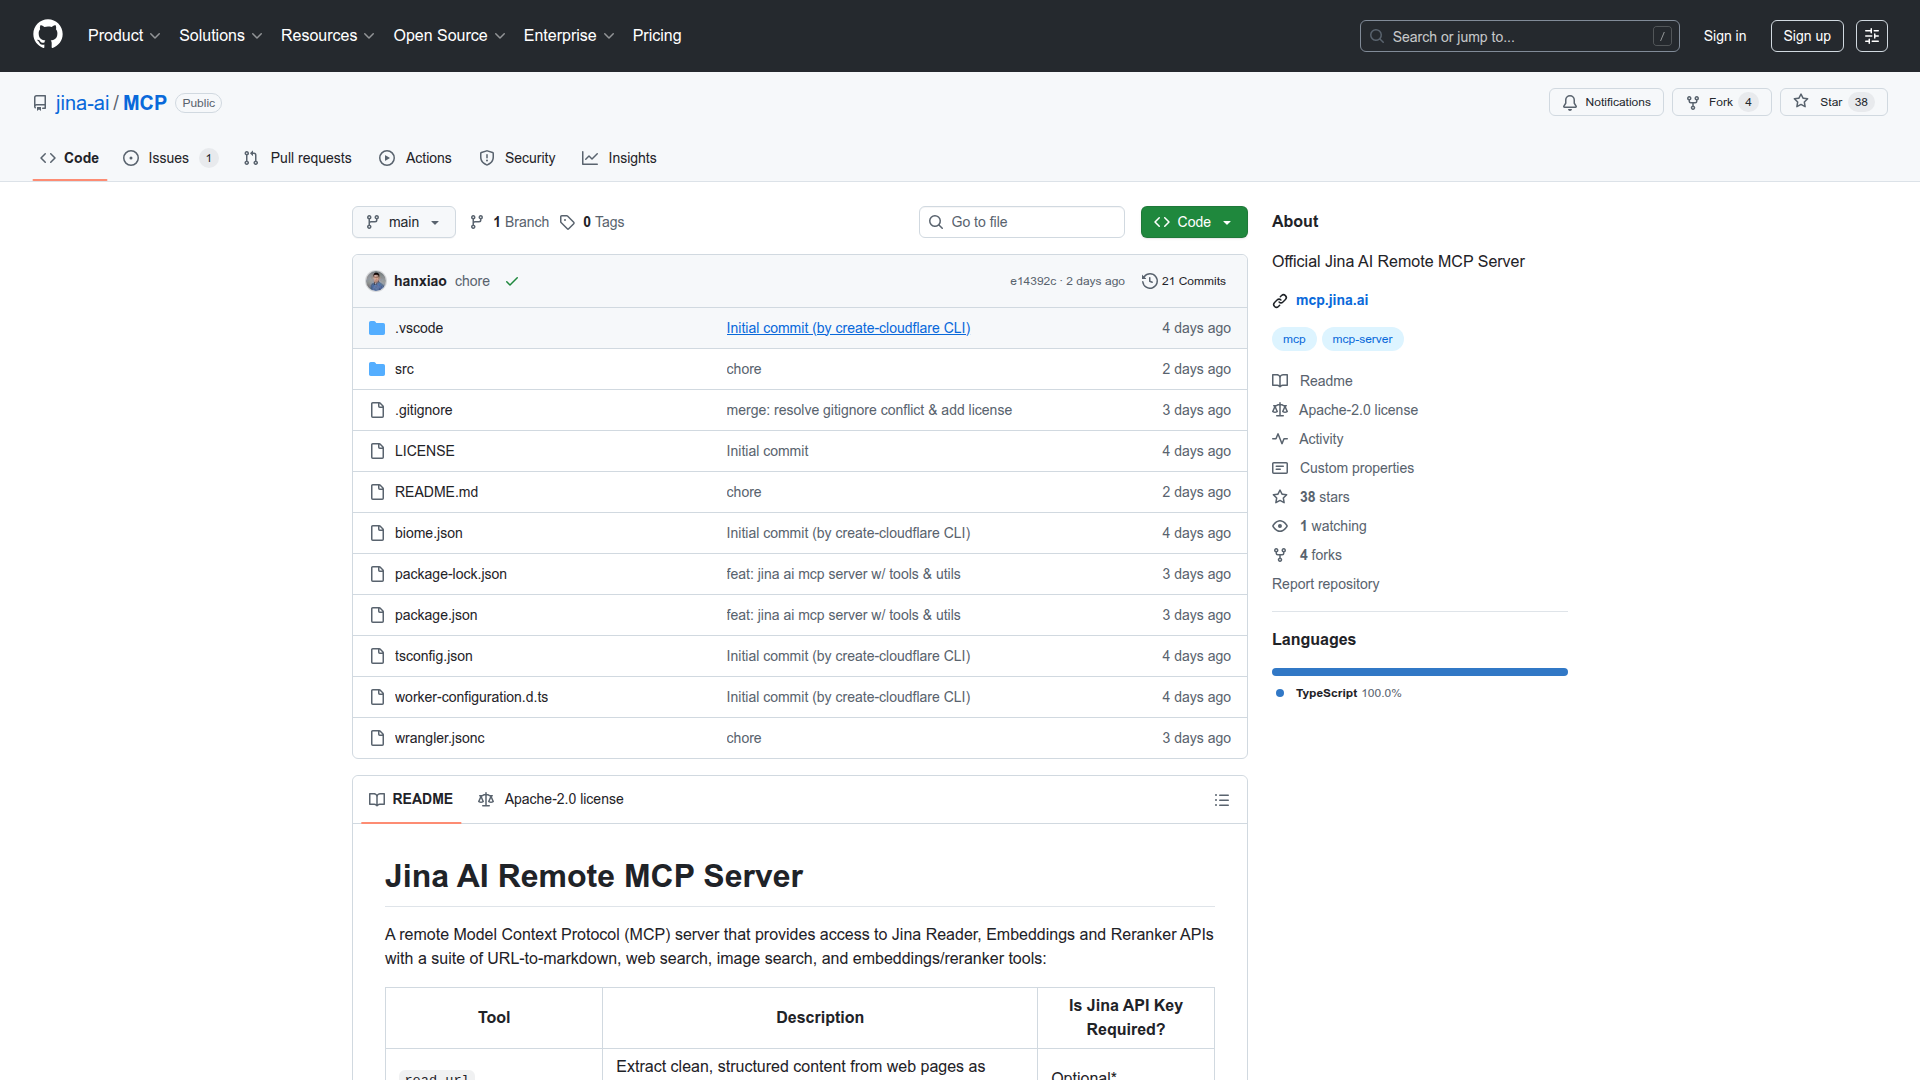 Product Solutions Resources Open Source Enterprise Pricing Search or jump to... / Sign in Sign up
jina-ai / MCP Public Notifications Fork 4 Star 38
Code Issues 1 Pull requests Actions Security Insights
main 1 Branch 0 Tags Go to file Code
hanxiao chore e14392c · 2 days ago 21 Commits
.vscode Initial commit (by create-cloudflare CLI) 4 days ago
src chore 2 days ago
.gitignore merge: resolve gitignore conflict & add license 3 days ago
LICENSE Initial commit 4 days ago
README.md chore 2 days ago
biome.json Initial commit (by create-cloudflare CLI) 4 days ago
package-lock.json feat: jina ai mcp server w/ tools & utils 3 days ago
package.json feat: jina ai mcp server w/ tools & utils 3 days ago
tsconfig.json Initial commit (by create-cloudflare CLI) 4 days ago
worker-configuration.d.ts Initial commit (by create-cloudflare CLI) 4 days ago
wrangler.jsonc chore 3 days ago
README Apache-2.0 license
Jina AI Remote MCP Server
A remote Model Context Protocol (MCP) server that provides access to Jina Reader, Embeddings and Reranker APIs
with a suite of URL-to-markdown, web search, image search, and embeddings/reranker tools:
Tool Description Is Jina API Key
Required?
Extract clean, structured content from web pages as
read_url Optional*
About
Official Jina AI Remote MCP Server
mcp.jina.ai
mcp mcp-server
Readme
Apache-2.0 license
Activity
Custom properties
38 stars
1 watching
4 forks
Report repository
Languages
TypeScript 100.0%